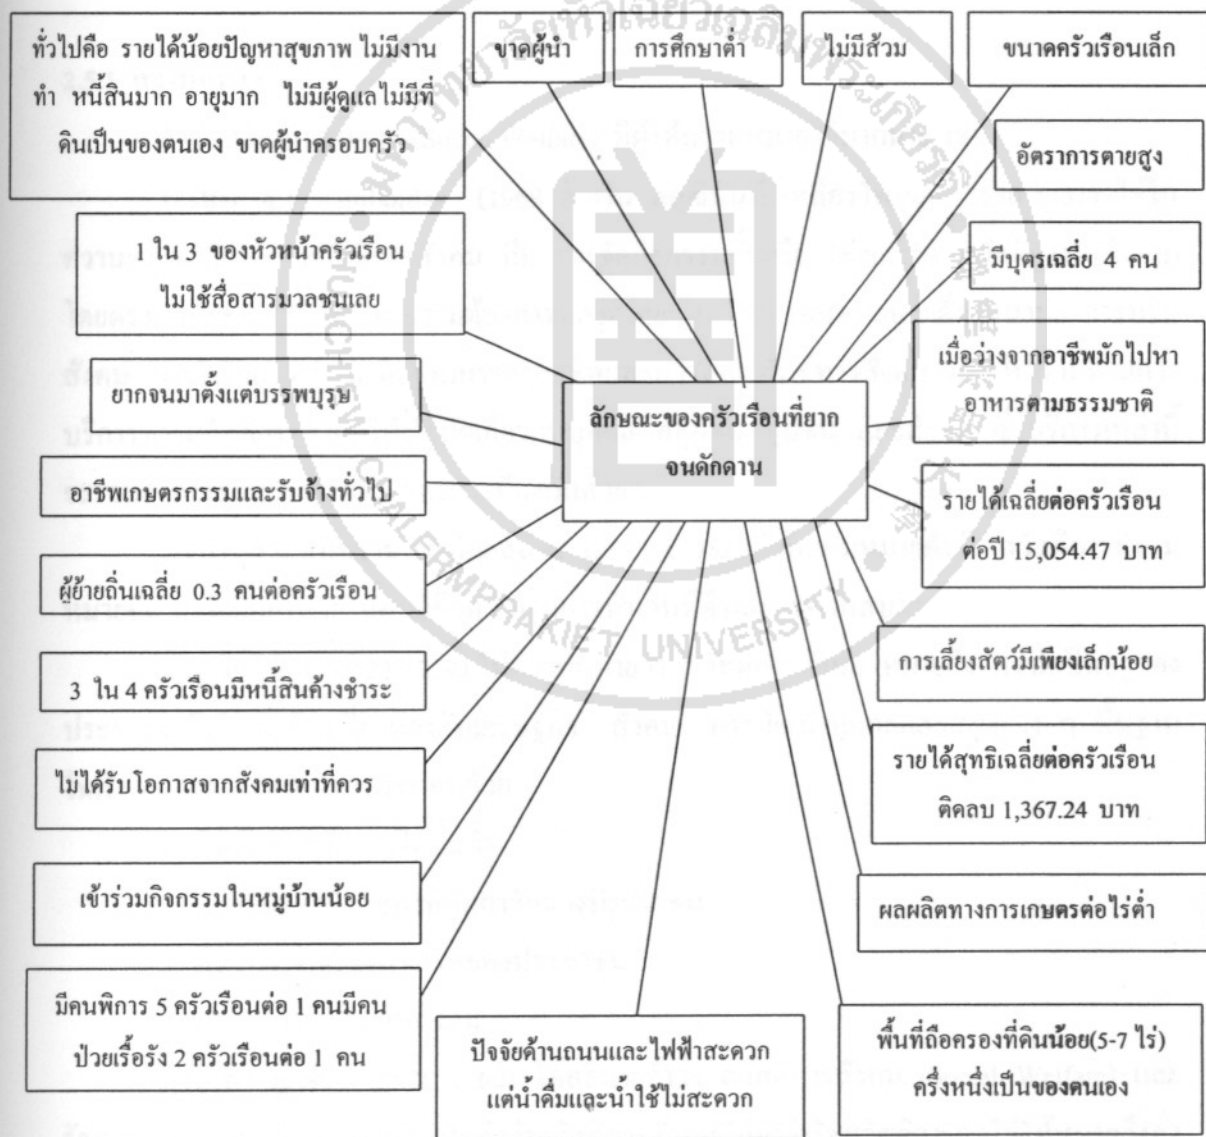 ทั่วไปคือ รายได้น้อยปัญหาสุขภาพ ไม่มีงาน
ทำ หนี้สินมาก อายุมาก ไม่มีผู้ดูแลไม่มีที่
ดินเป็นของตนเอง ขาดผู้นำครอบครัว
ขาดผู้นำ
การศึกษาต่ำ
ไม่มีส้วม
ขนาดครัวเรือนเล็ก
อัตราการตายสูง
มีบุตรเฉลี่ย 4 คน
เมื่อว่างจากอาชีพมักไปหา
อาหารตามธรรมชาติ
รายได้เฉลี่ยต่อครัวเรือน
ต่อปี 15,054.47 บาท
การเลี้ยงสัตว์มีเพียงเล็กน้อย
รายได้สุทธิเฉลี่ยต่อครัวเรือน
ติดลบ 1,367.24 บาท
ผลผลิตทางการเกษตรต่อไร่ต่ำ
พื้นที่ถือครองที่ดินน้อย(5-7 ไร่)
ครึ่งหนึ่งเป็นของตนเอง
ปัจจัยด้านถนนและไฟฟ้าสะดวก
แต่น้ำดื่มและน้ำใช้ไม่สะดวก
1 ใน 3 ของหัวหน้าครัวเรือน
ไม่ใช้สื่อสารมวลชนเลย
ยากจนมาตั้งแต่บรรพบุรุษ
อาชีพเกษตรกรรมและรับจ้างทั่วไป
ผู้ย้ายถิ่นเฉลี่ย 0.3 คนต่อครัวเรือน
3 ใน 4 ครัวเรือนมีหนี้สินค้างชำระ
ไม่ได้รับโอกาสจากสังคมเท่าที่ควร
เข้าร่วมกิจกรรมในหมู่บ้านน้อย
มีคนพิการ 5 ครัวเรือนต่อ 1 คนมีคน
ป่วยเรื้อรัง 2 ครัวเรือนต่อ 1 คน
ลักษณะของครัวเรือนที่ยาก
จนดักดาน
มหาวิทยาลัยหัวเฉียวเฉลิมพระเกียรติ
HUACHIEW CHALERMPRAKIET UNIVERSITY